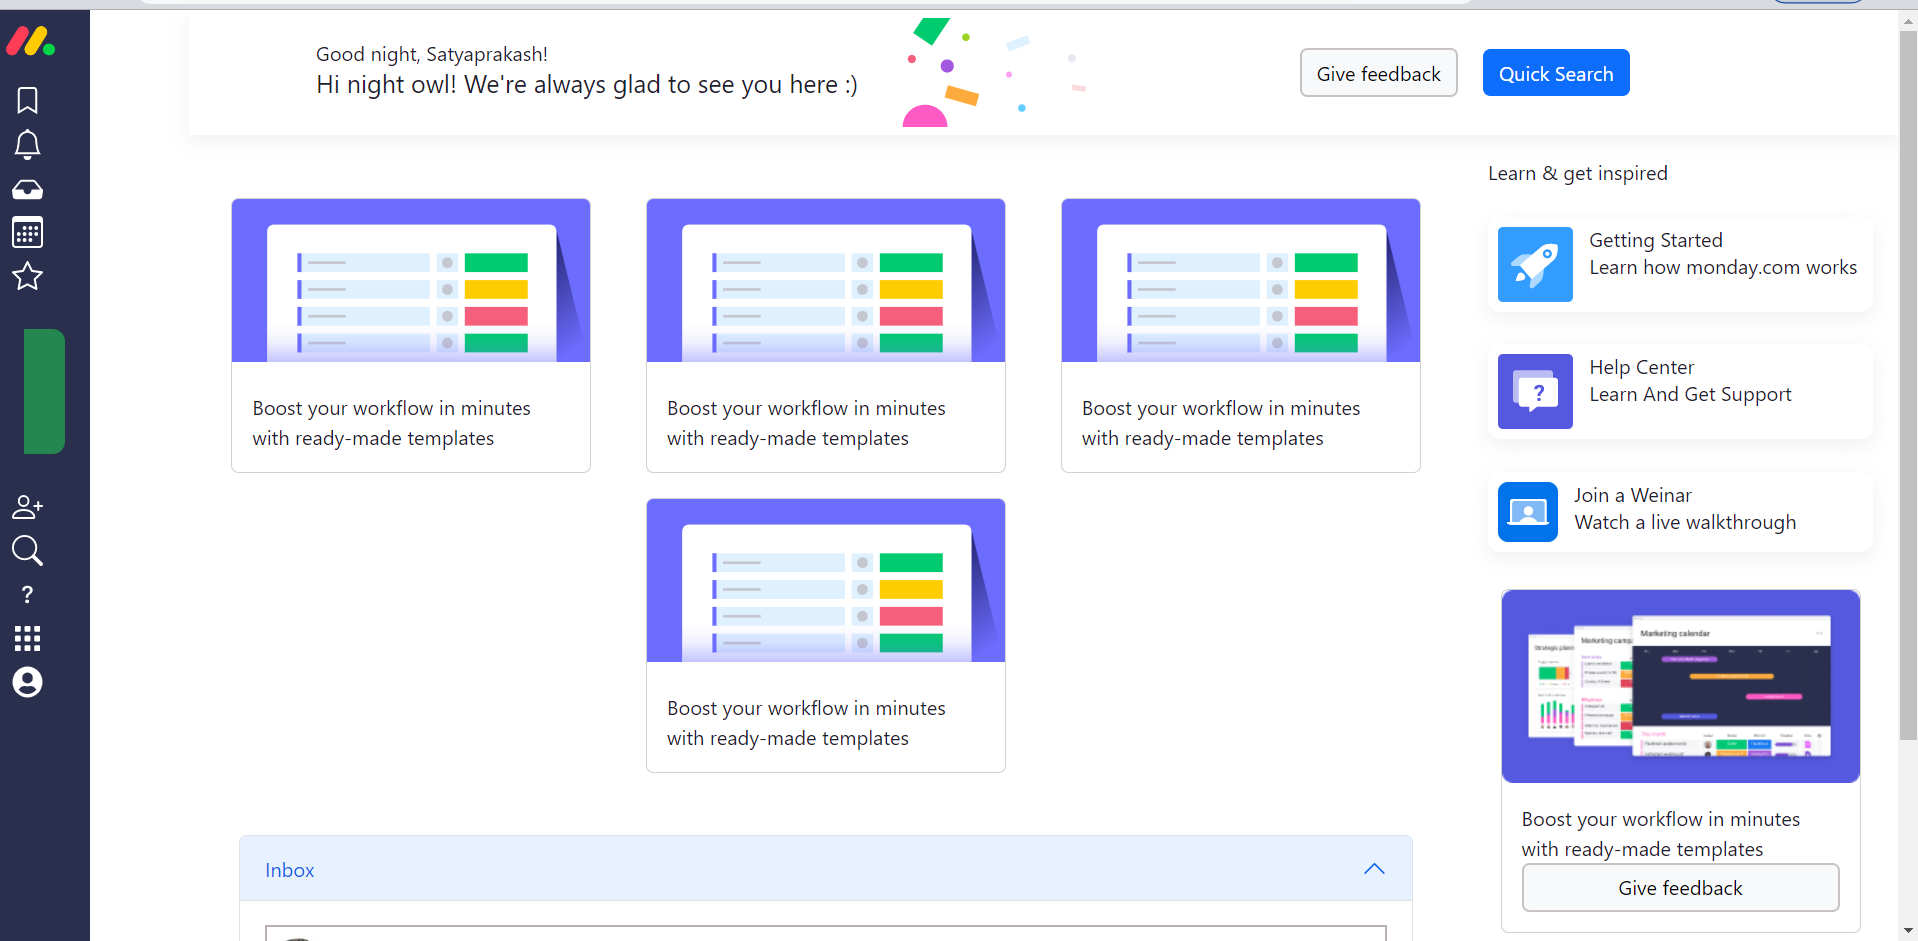 Good night, Satyaprakash!
Hi night owl! We're always glad to see you here :)
Give feedback
Quick Search
Learn & get inspired
Getting Started
Learn how monday.com works
Help Center
Learn And Get Support
Join a Weinar
Watch a live walkthrough
Boost your workflow in minutes
with ready-made templates
Boost your workflow in minutes
with ready-made templates
Boost your workflow in minutes
with ready-made templates
Boost your workflow in minutes
with ready-made templates
Marketing calendar
Boost your workflow in minutes
with ready-made templates
Give feedback
Inbox